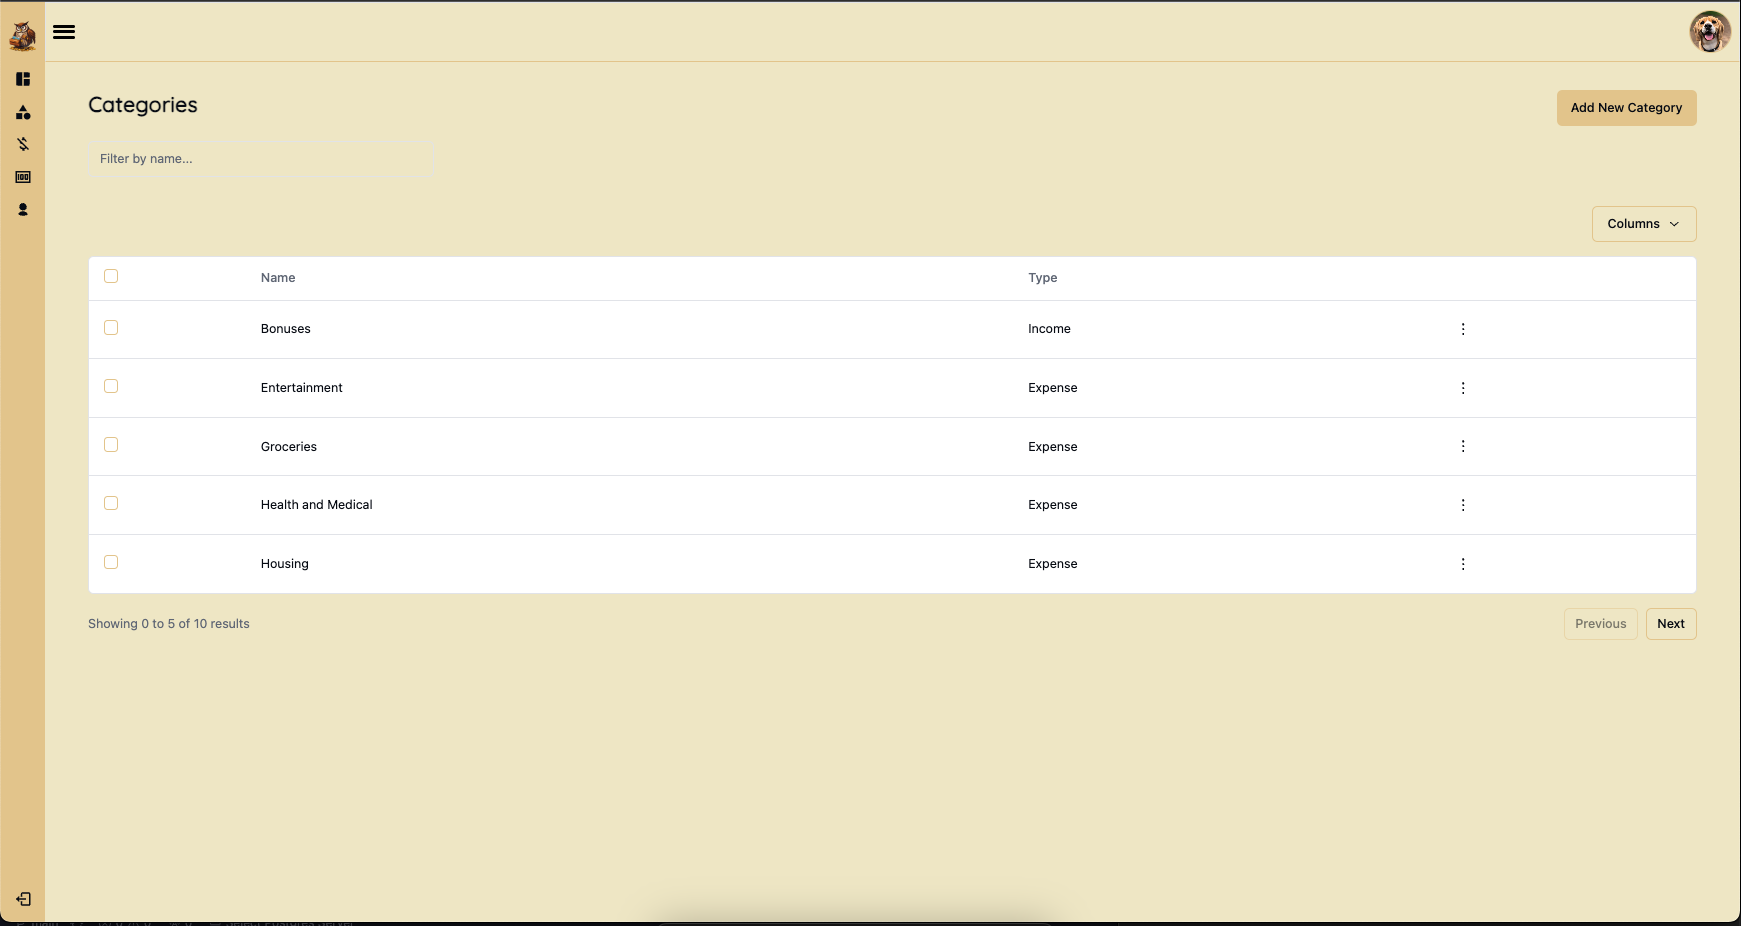 Categories
Add New Category
Filter by name...
Columns
Name Type
Bonuses Income
Entertainment Expense
Groceries Expense
Health and Medical Expense
Housing Expense
Showing 0 to 5 of 10 results
Previous Next